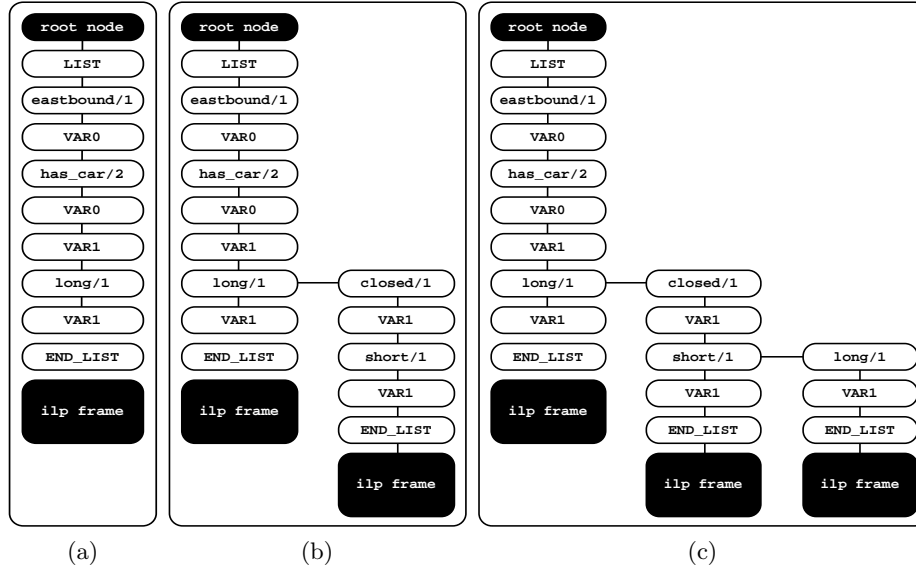 root node
LIST
eastbound/1
VAR0
has_car/2
VAR0
VAR1
long/1
VAR1
END_LIST
ilp frame
(a)
root node
LIST
eastbound/1
VAR0
has_car/2
VAR0
VAR1
long/1 closed/1
VAR1 VAR1
END_LIST short/1
ilp frame VAR1
END_LIST
ilp frame
(b)
root node
LIST
eastbound/1
VAR0
has_car/2
VAR0
VAR1
long/1 closed/1
VAR1 VAR1
END_LIST short/1 long/1
ilp frame VAR1 VAR1
END_LIST END_LIST
ilp frame ilp frame
(c)